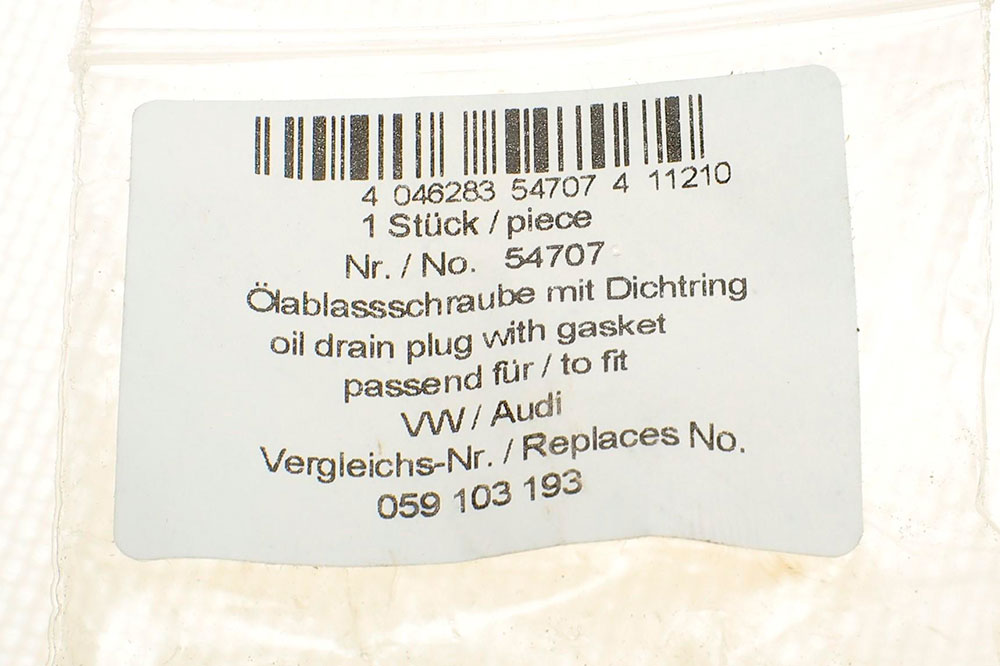 4 046283 54707 4 11210
1 Stück / piece
Nr. / No. 54707
Ölablassschraube mit Dichtring
oil drain plug with gasket
passend für / to fit
VW / Audi
Vergleichs-Nr. / Replaces No.
059 103 193